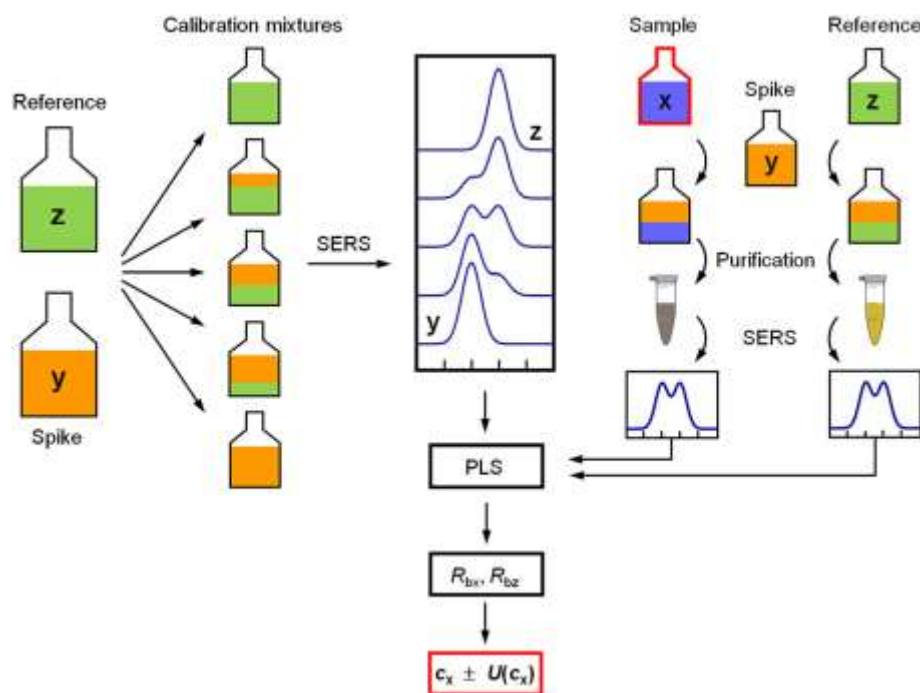 Calibration mixtures
Sample
Reference
Reference
Spike
x
z
z
y
z
SERS
Purification
y
y
SERS
Spike
PLS
R_bx, R_bz
c_x ± U(c_x)